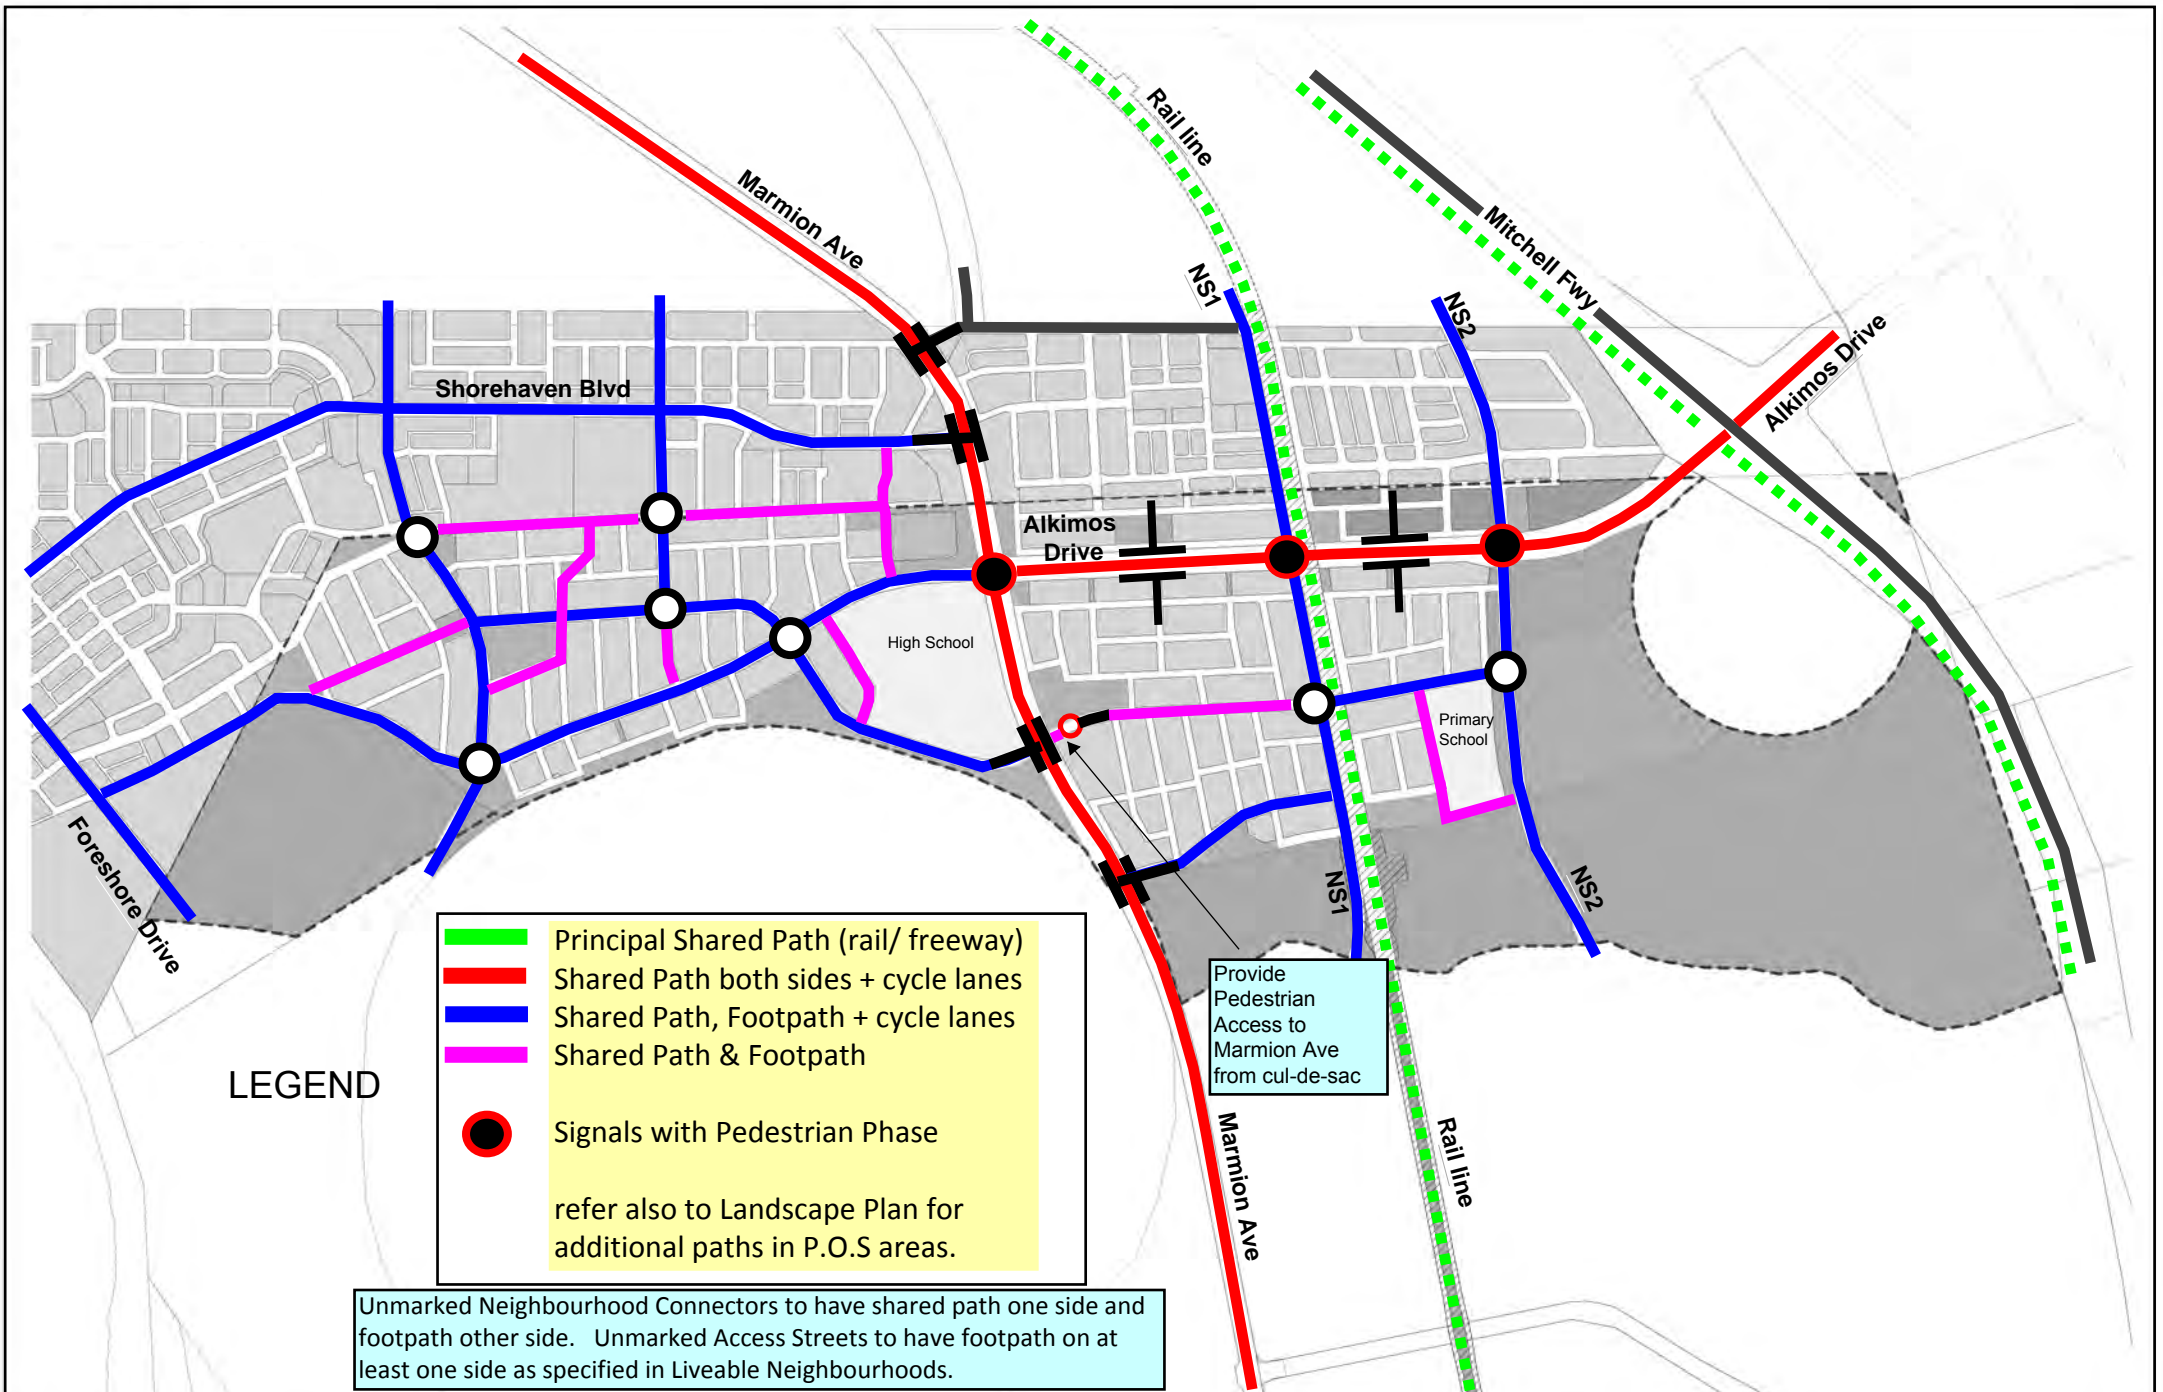 Rail line
Marmion Ave
Mitchell Fwy
NS1
NS2
Alkimos Drive
Shorehaven Blvd
Alkimos
Drive
High School
Primary
School
Foreshore Drive
NS1
NS2
Principal Shared Path (rail/ freeway)
Shared Path both sides + cycle lanes
Shared Path, Footpath + cycle lanes
Shared Path & Footpath
LEGEND
Signals with Pedestrian Phase
refer also to Landscape Plan for
additional paths in P.O.S areas.
Provide
Pedestrian
Access to
Marmion Ave
from cul-de-sac
Marmion Ave
Rail line
Unmarked Neighbourhood Connectors to have shared path one side and
footpath other side. Unmarked Access Streets to have footpath on at
least one side as specified in Liveable Neighbourhoods.